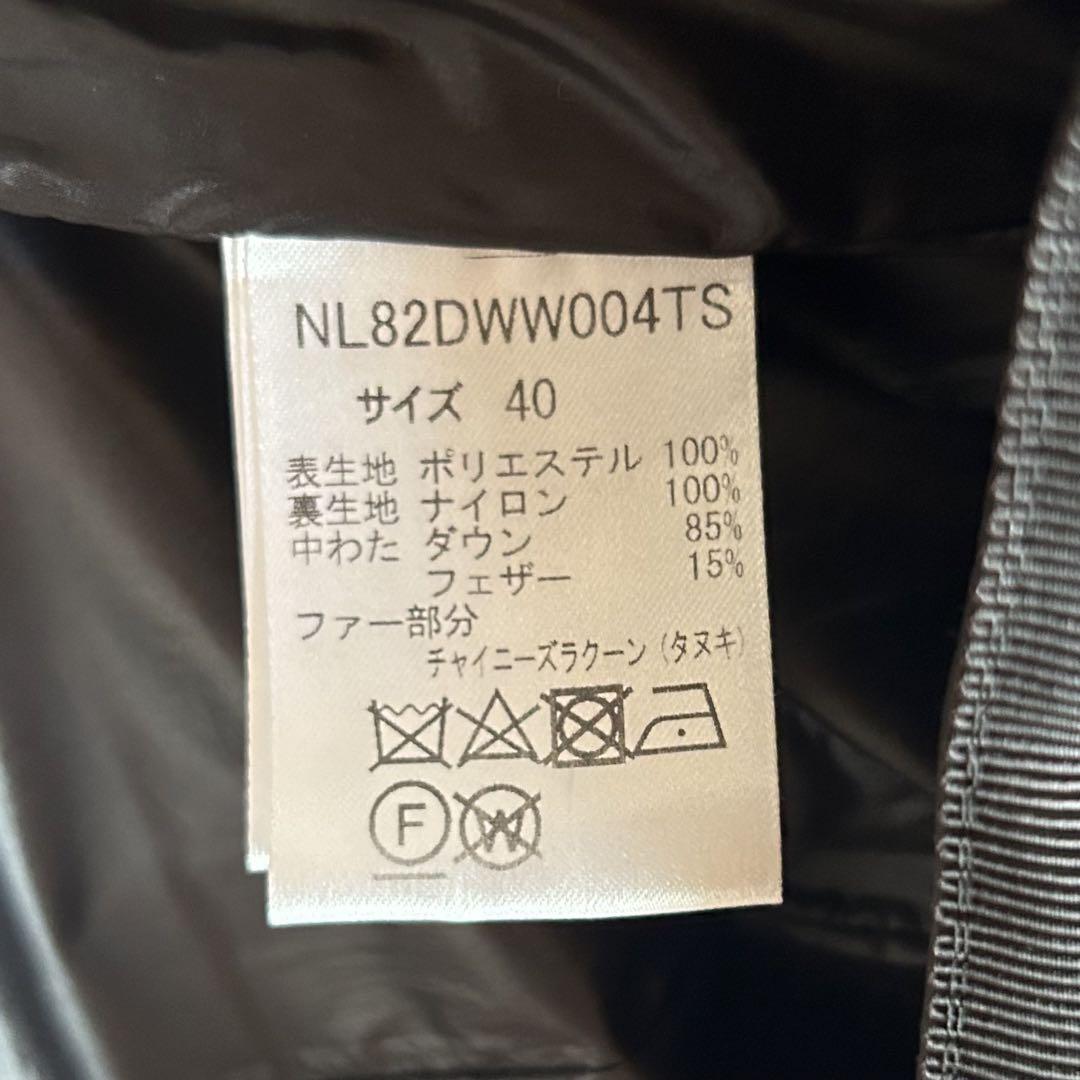 NL82DWW004TS
サイズ 40
表生地 ポリエステル 100%
裏生地 ナイロン 100%
中わた ダウン 85%
フェザー 15%
ファー部分
チャイニーズラクーン(タヌキ)
F W